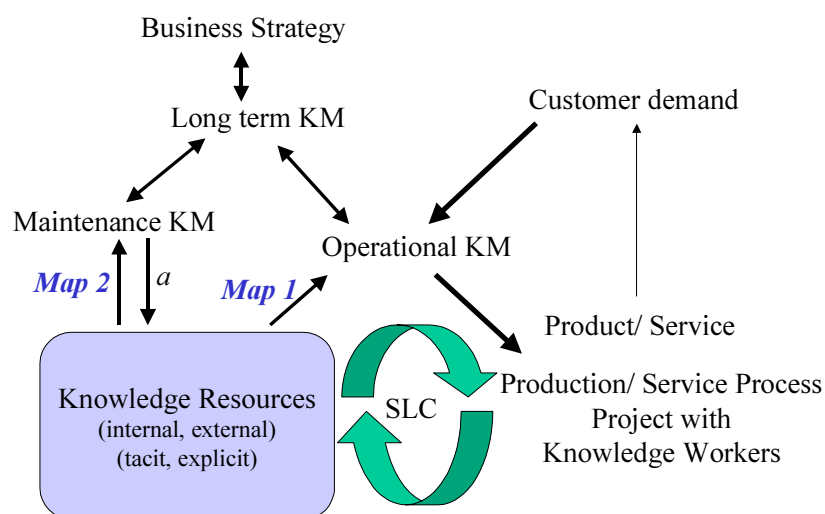 Business Strategy
Customer demand
Long term KM
Maintenance KM
Operational KM
Map 2
a
Map 1
Product/ Service
Knowledge Resources
(internal, external)
(tacit, explicit)
SLC
Production/ Service Process
Project with
Knowledge Workers